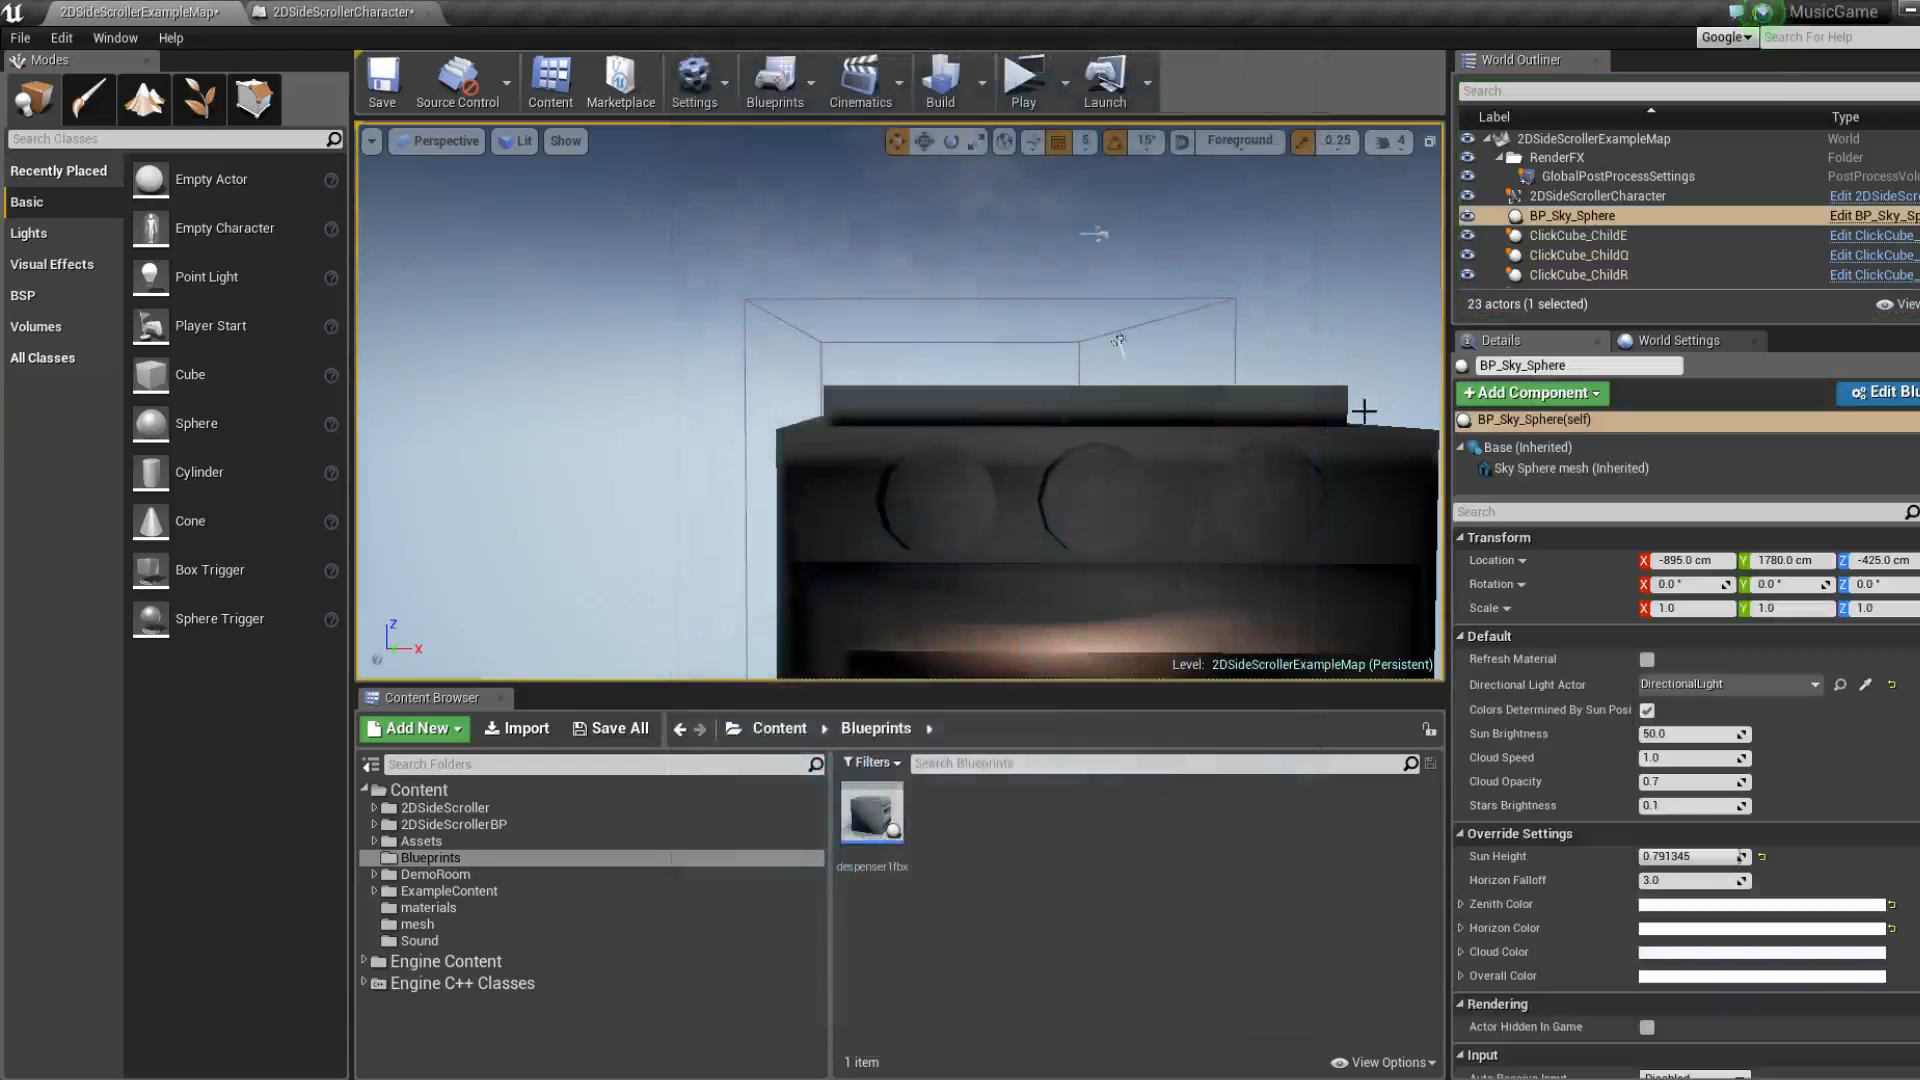 2DSideScrollerExampleMap*
2DSideScrollerCharacter*
MusicGame
File Edit Window Help
Google
Search For Help
Modes
Search Classes
Recently Placed
Basic
Lights
Visual Effects
BSP
Volumes
All Classes
Empty Actor
Empty Character
Point Light
Player Start
Cube
Sphere
Cylinder
Cone
Box Trigger
Sphere Trigger
Save
Source Control
Content
Marketplace
Settings
Blueprints
Cinematics
Build
Play
Launch
Perspective
Lit
Show
5
15°
Foreground
0.25
4
Z
X
Level: 2DSideScrollerExampleMap (Persistent)
Content Browser
Add New
Import
Save All
Content
Blueprints
Search Folders
Content
2DSideScroller
2DSideScrollerBP
Assets
Blueprints
DemoRoom
ExampleContent
materials
mesh
Sound
Engine Content
Engine C++ Classes
Filters
Search Blueprints
despenser1fbx
1 item
View Options
World Outliner
Search
Label Type
2DSideScrollerExampleMap World
RenderFX Folder
GlobalPostProcessSettings PostProcessVolu
2DSideScrollerCharacter Edit 2DSideScro
BP_Sky_Sphere Edit BP_Sky_Sp
ClickCube_ChildE Edit ClickCube_
ClickCube_ChildQ Edit ClickCube_
ClickCube_ChildR Edit ClickCube_
23 actors (1 selected)
View
Details
World Settings
BP_Sky_Sphere
+Add Component
Edit Blu
BP_Sky_Sphere(self)
Base (Inherited)
Sky Sphere mesh (Inherited)
Search
Transform
Location X -895.0 cm Y 1780.0 cm Z -425.0 cm
Rotation X 0.0 ° Y 0.0 ° Z 0.0 °
Scale X 1.0 Y 1.0 Z 1.0
Default
Refresh Material
Directional Light Actor DirectionalLight
Colors Determined By Sun Posi
Sun Brightness 50.0
Cloud Speed 1.0
Cloud Opacity 0.7
Stars Brightness 0.1
Override Settings
Sun Height 0.791345
Horizon Falloff 3.0
Zenith Color
Horizon Color
Cloud Color
Overall Color
Rendering
Actor Hidden In Game
Input